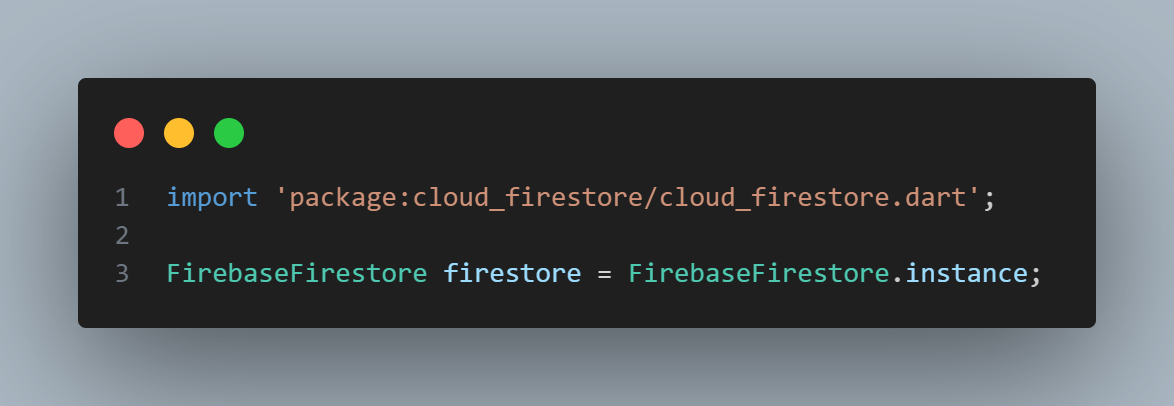 1 import 'package:cloud_firestore/cloud_firestore.dart';
2
3 FirebaseFirestore firestore = FirebaseFirestore.instance;